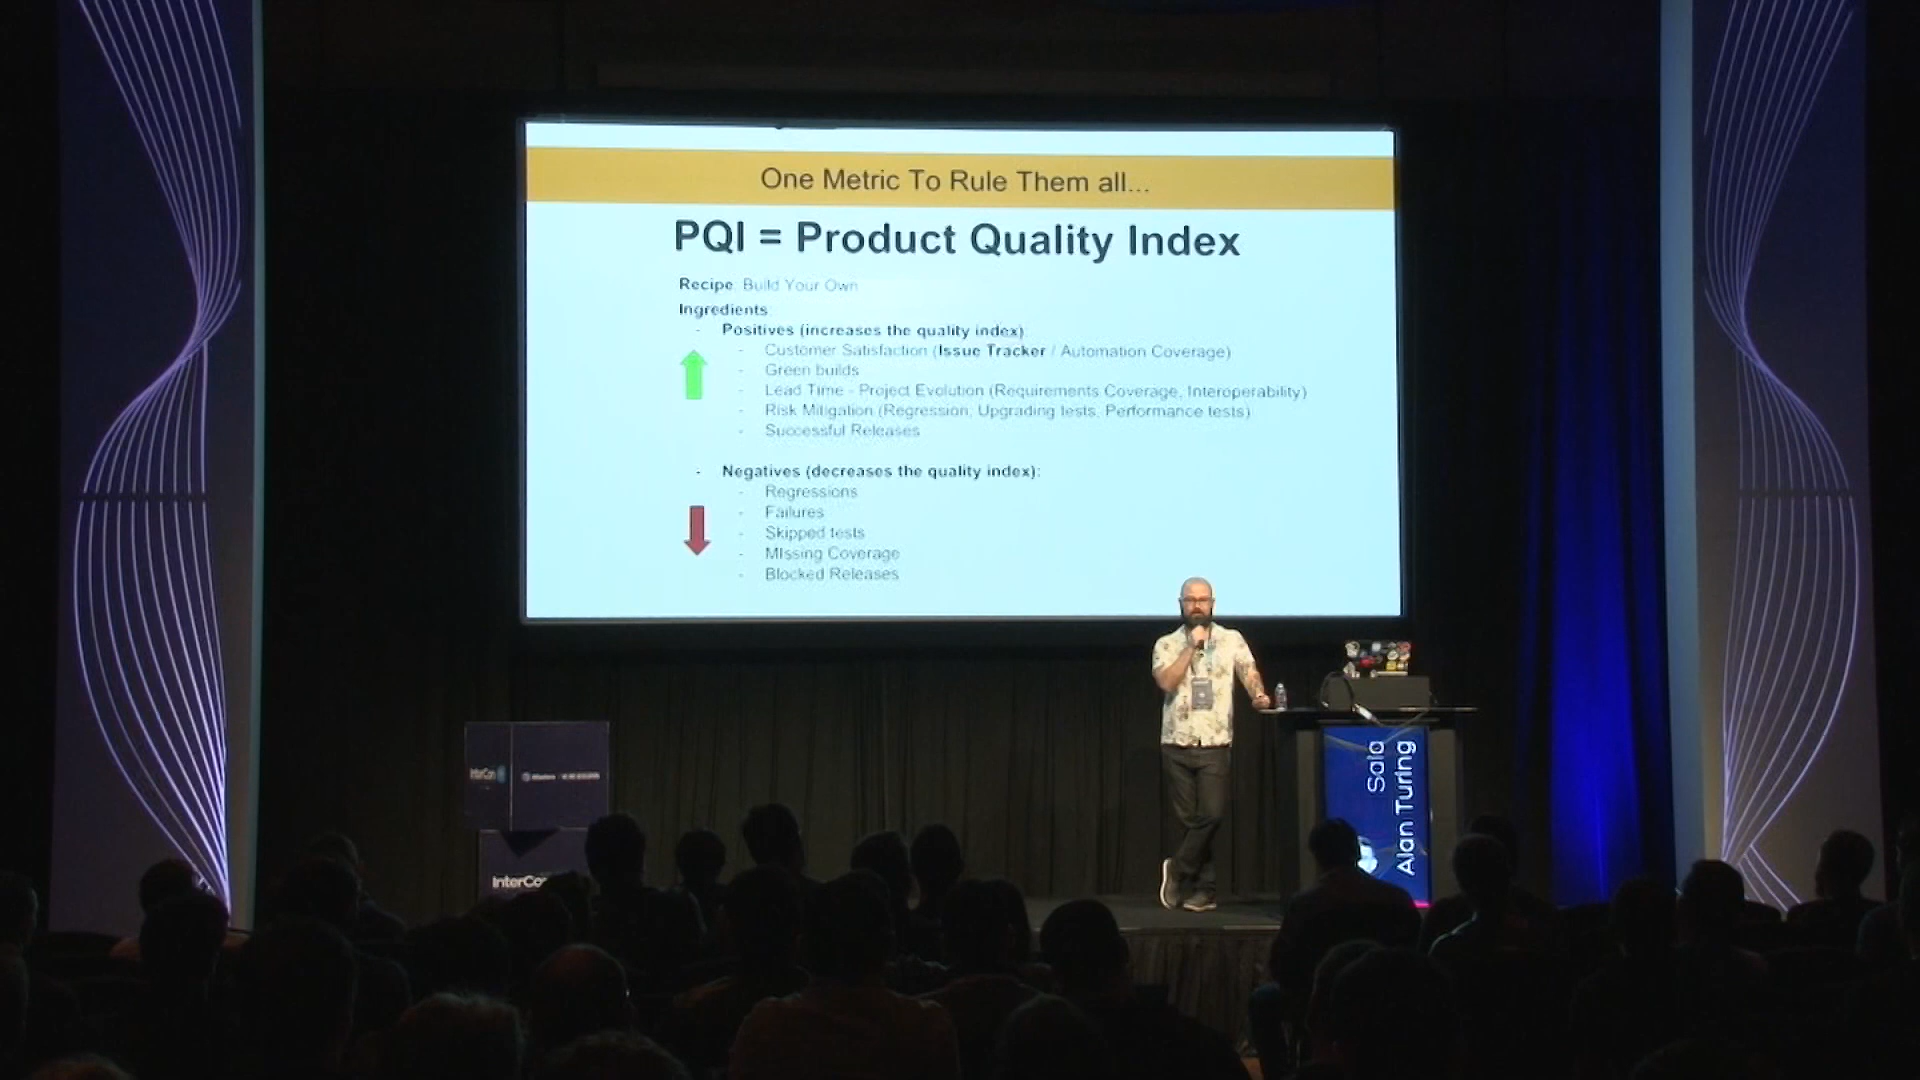 One Metric To Rule Them all...
PQI = Product Quality Index
Recipe: Build Your Own
Ingredients:
- Positives (increases the quality index):
- Customer Satisfaction (Issue Tracker / Automation Coverage)
- Green builds
- Lead Time - Project Evolution (Requirements Coverage, Interoperability)
- Risk Mitigation (Regression, Upgrading tests, Performance tests)
- Successful Releases
- Negatives (decreases the quality index):
- Regressions
- Failures
- Skipped tests
- MIssing Coverage
- Blocked Releases
InterCon
InterCo
Sala
Alan Turing